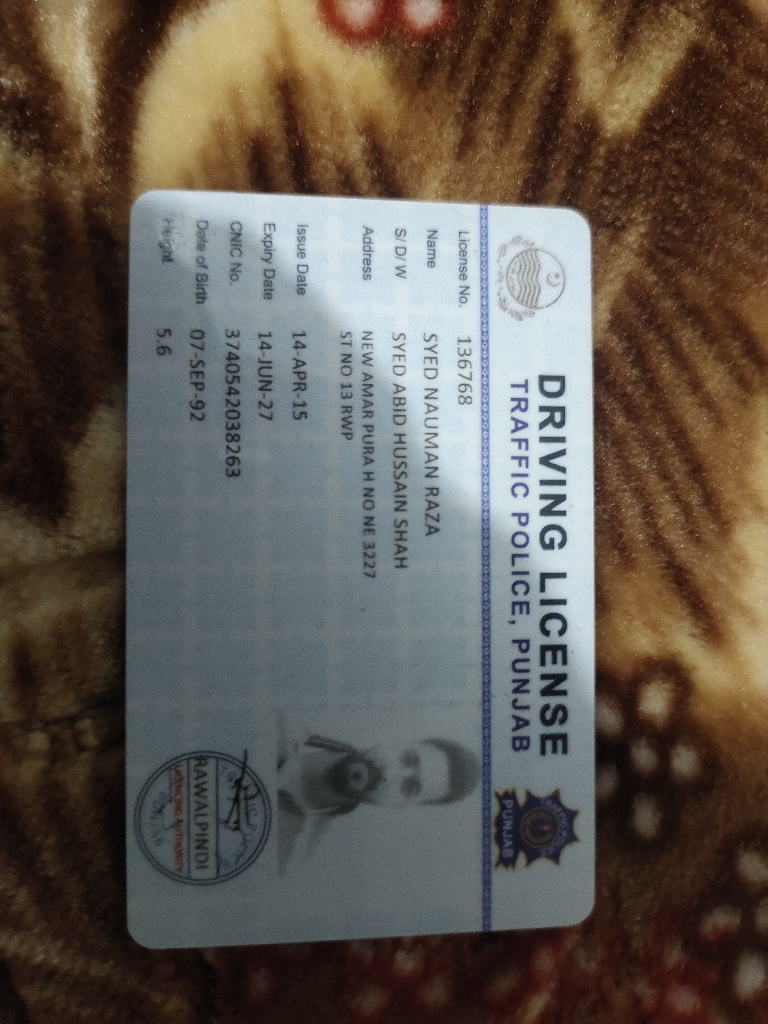 DRIVING LICENSE
TRAFFIC POLICE, PUNJAB
PUNJAB
License No. 136768
Name SYED NAUMAN RAZA
S/ D/ W SYED ABID HUSSAIN SHAH
Address NEW AMAR PURA H NO NE 3227
ST NO 13 RWP
Issue Date 14-APR-15
Expiry Date 14-JUN-27
CNIC No. 3740542038263
Date of Birth 07-SEP-92
Height 5.6
RAWALPINDI
LICENCING AUTHORITY